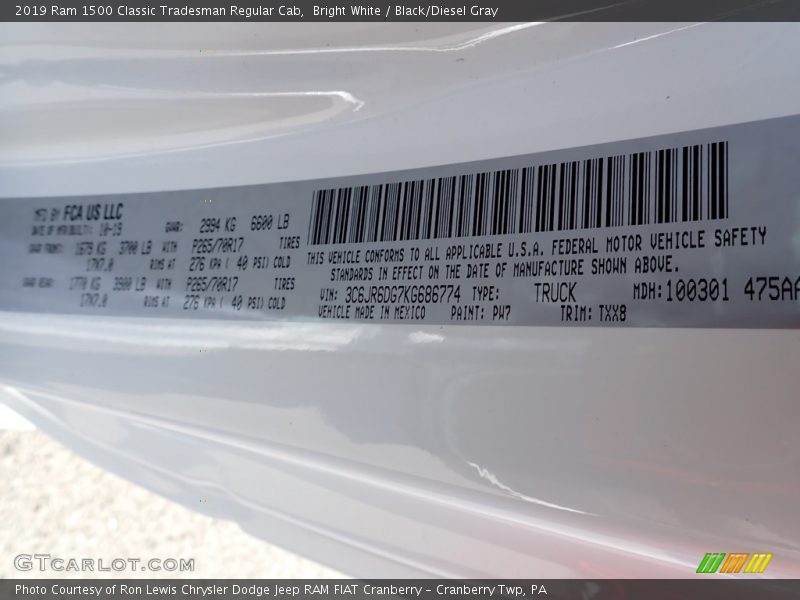 2019 Ram 1500 Classic Tradesman Regular Cab, Bright White / Black/Diesel Gray
MFD BY FCA US LLC
DATE OF MFR: 10-19 GVWR: 2994 KG 6600 LB
GAWR FRONT: 1679 KG 3700 LB WITH P265/70R17 TIRES
17X7.0 RIMS AT 276 KPA ( 40 PSI) COLD
GAWR REAR: 1770 KG 3900 LB WITH P265/70R17 TIRES
17X7.0 RIMS AT 276 KPA ( 40 PSI) COLD
THIS VEHICLE CONFORMS TO ALL APPLICABLE U.S.A. FEDERAL MOTOR VEHICLE SAFETY
STANDARDS IN EFFECT ON THE DATE OF MANUFACTURE SHOWN ABOVE.
VIN: 3C6JR6DG7KG686774 TYPE: TRUCK MDH:100301 475AA
VEHICLE MADE IN MEXICO PAINT: PW7 TRIM: TXX8
GTCARLOT.COM
Photo Courtesy of Ron Lewis Chrysler Dodge Jeep RAM FIAT Cranberry – Cranberry Twp, PA